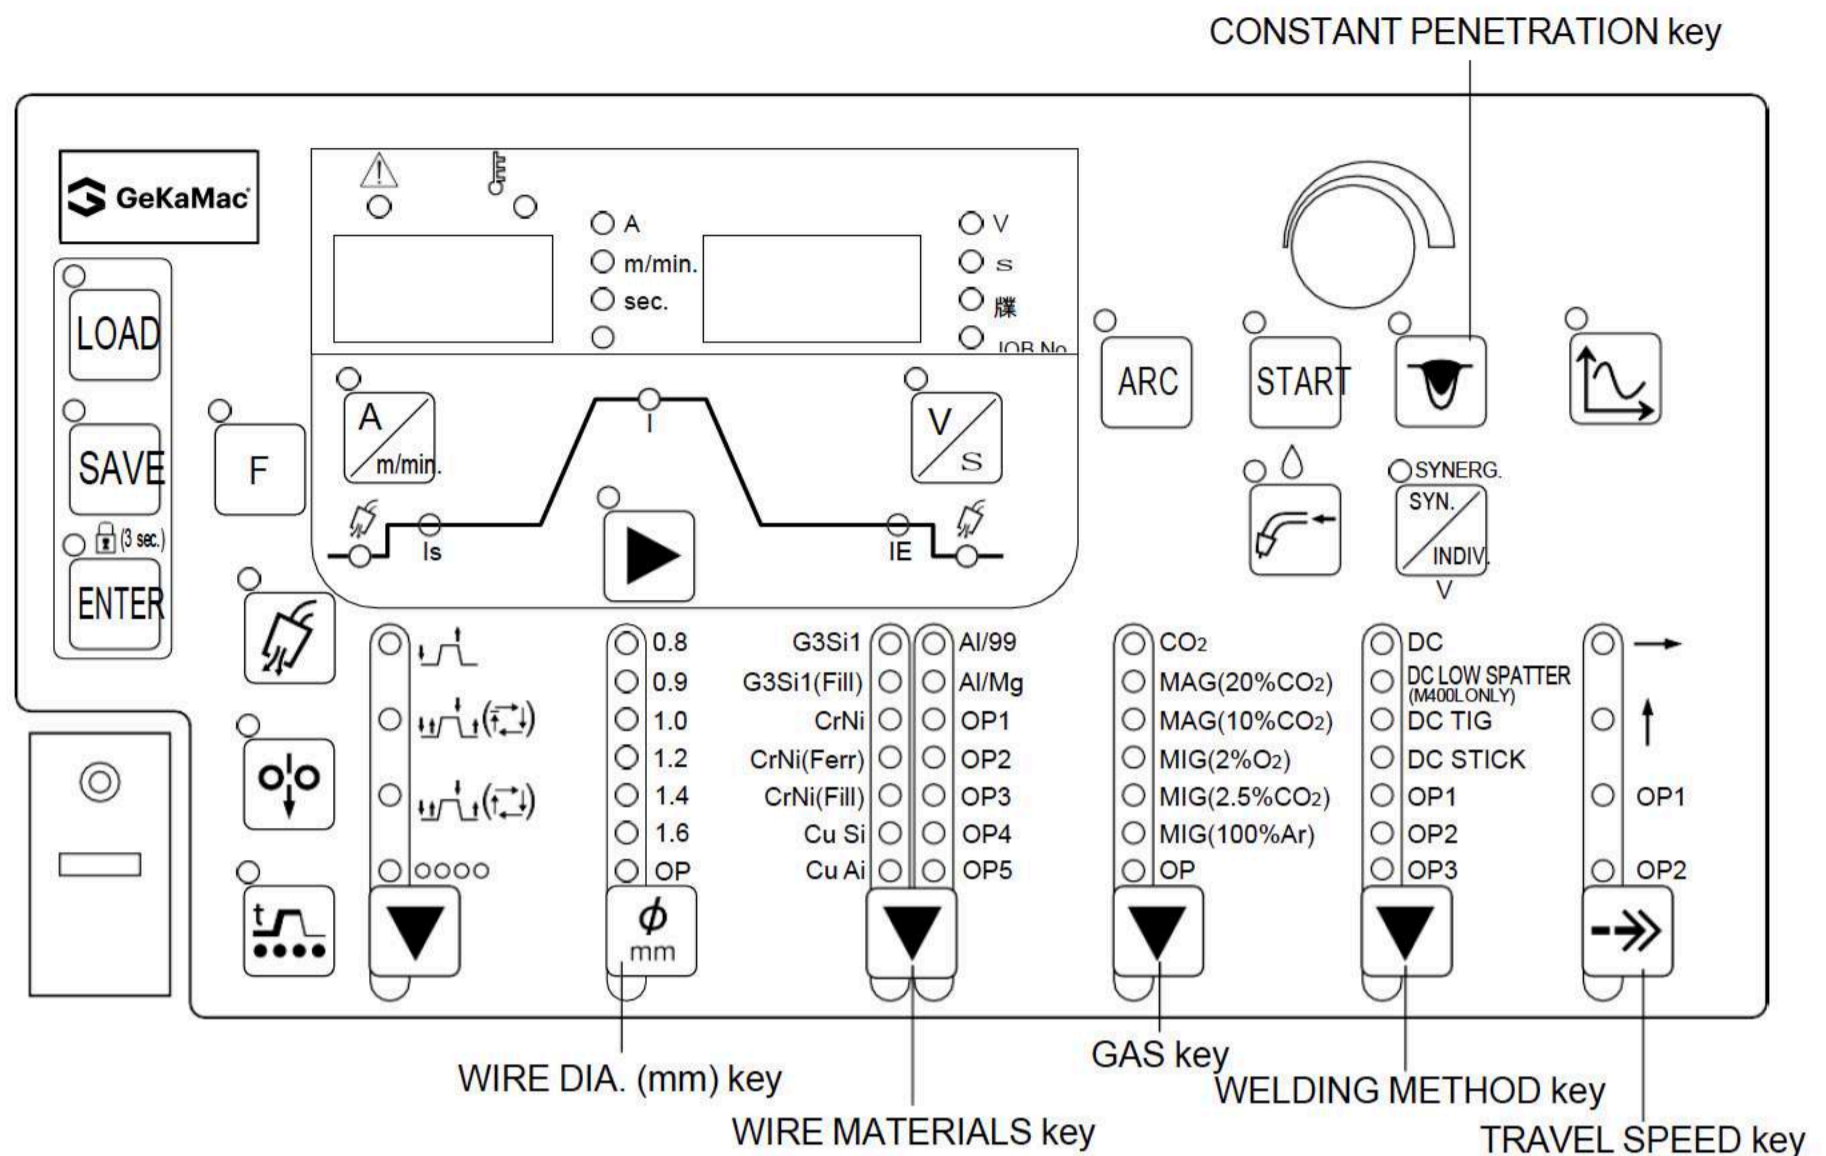 CONSTANT PENETRATION key
GeKaMac
LOAD
SAVE
(3 sec.)
ENTER
F
A
m/min.
sec.
V
S
牒
JOB No
A
m/min.
I
V
S
Is
IE
ARC
START
SYNERG.
SYN.
INDIV.
V
t
0.8
0.9
1.0
1.2
1.4
1.6
OP
ϕ
mm
G3Si1
G3Si1(Fill)
CrNi
CrNi(Ferr)
CrNi(Fill)
Cu Si
Cu Ai
Al/99
Al/Mg
OP1
OP2
OP3
OP4
OP5
CO2
MAG(20%CO2)
MAG(10%CO2)
MIG(2%O2)
MIG(2.5%CO2)
MIG(100%Ar)
OP
DC
DC LOW SPATTER
(M400LONLY)
DC TIG
DC STICK
OP1
OP2
OP3
OP1
OP2
WIRE DIA. (mm) key
WIRE MATERIALS key
GAS key
WELDING METHOD key
TRAVEL SPEED key